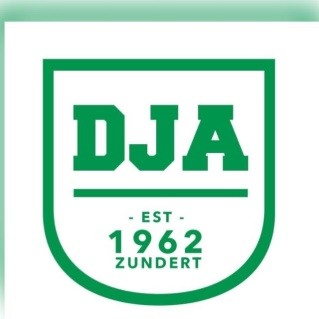 DJA
- EST -
1962
ZUNDERT